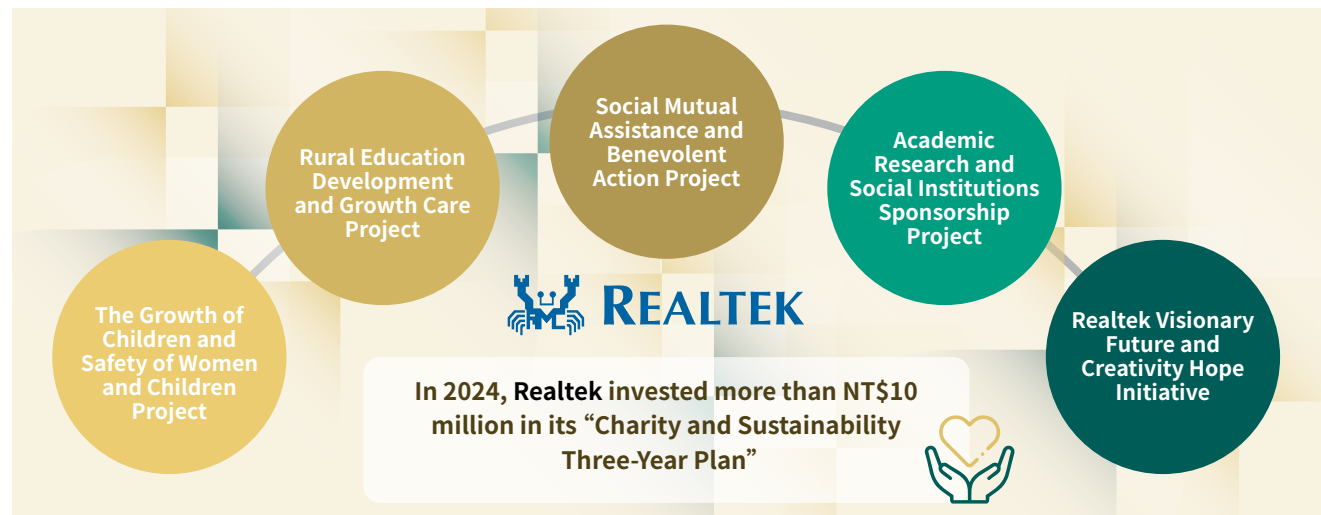 The Growth of
Children and
Safety of Women
and Children
Project
Rural Education
Development
and Growth Care
Project
Social Mutual
Assistance and
Benevolent
Action Project
Academic
Research and
Social Institutions
Sponsorship
Project
Realtek Visionary
Future and
Creativity Hope
Initiative
REALTEK
In 2024, Realtek invested more than NT$10
million in its “Charity and Sustainability
Three-Year Plan”